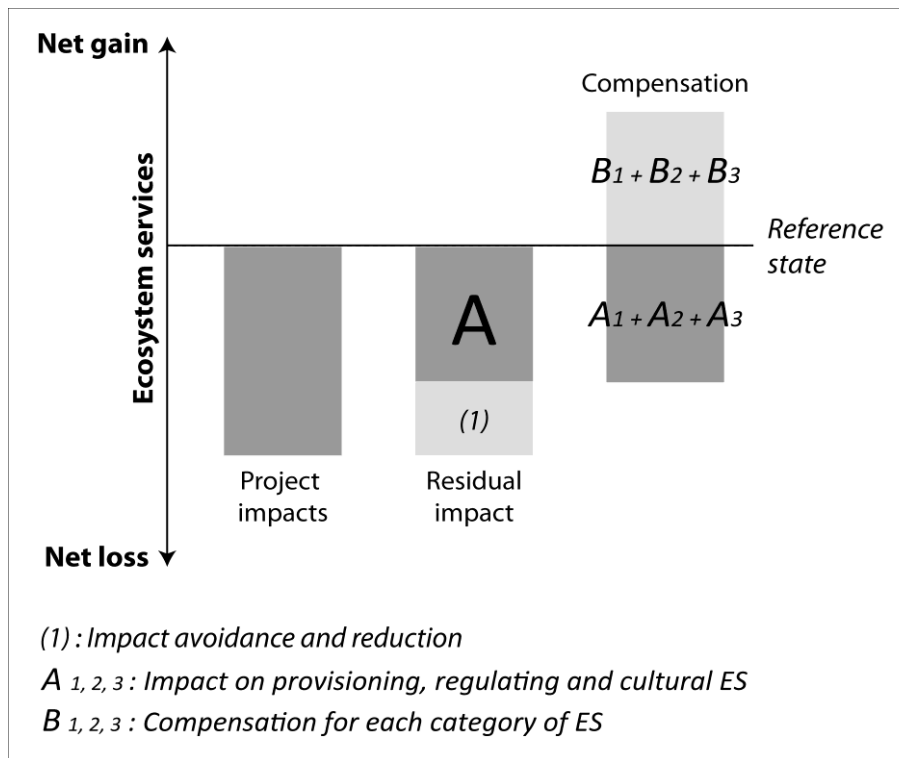 Net gain
Compensation
B1 + B2 + B3
Ecosystem services
Reference
state
A
A1 + A2 + A3
(1)
Project
impacts
Residual
impact
Net loss
(1) : Impact avoidance and reduction
A 1, 2, 3 : Impact on provisioning, regulating and cultural ES
B 1, 2, 3 : Compensation for each category of ES